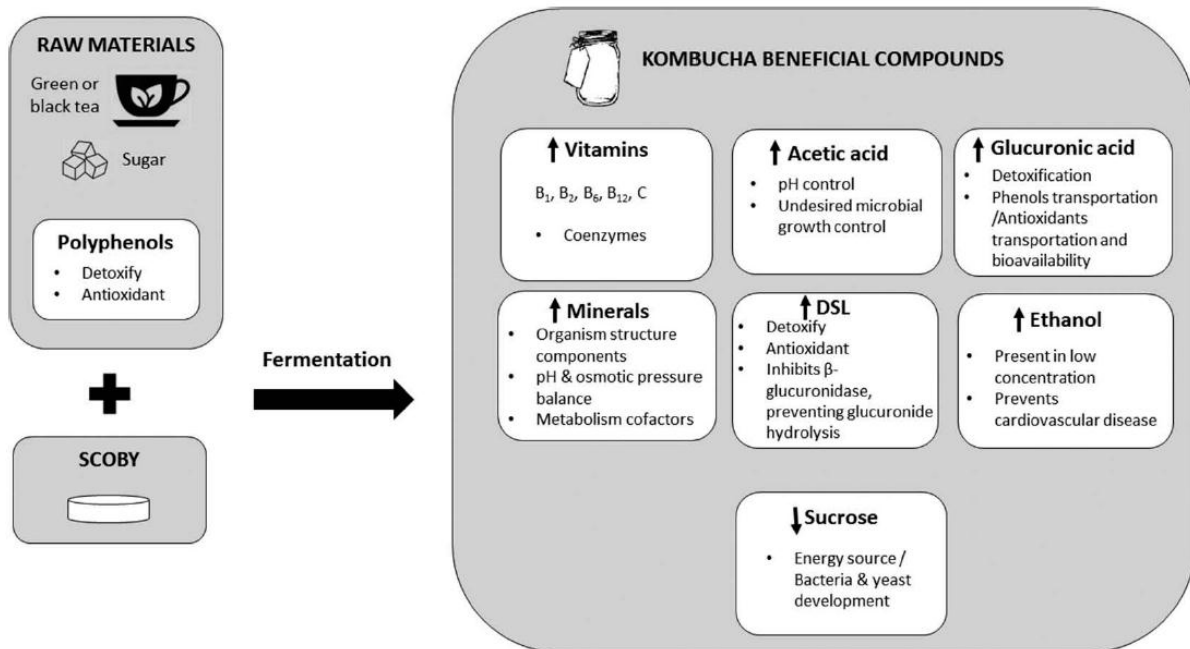 RAW MATERIALS
Green or
black tea
Sugar
Polyphenols
• Detoxify
• Antioxidant
SCOBY
Fermentation
KOMBUCHA BENEFICIAL COMPOUNDS
↑ Vitamins
B₁, B₂, B₆, B₁₂, C
• Coenzymes
↑ Acetic acid
• pH control
• Undesired microbial
growth control
↑ Glucuronic acid
• Detoxification
• Phenols transportation
/Antioxidants
transportation and
bioavailability
↑ Minerals
• Organism structure
components
• pH & osmotic pressure
balance
• Metabolism cofactors
↑ DSL
• Detoxify
• Antioxidant
• Inhibits β-
glucuronidase,
preventing glucuronide
hydrolysis
↑ Ethanol
• Present in low
concentration
• Prevents
cardiovascular disease
↓ Sucrose
• Energy source /
Bacteria & yeast
development